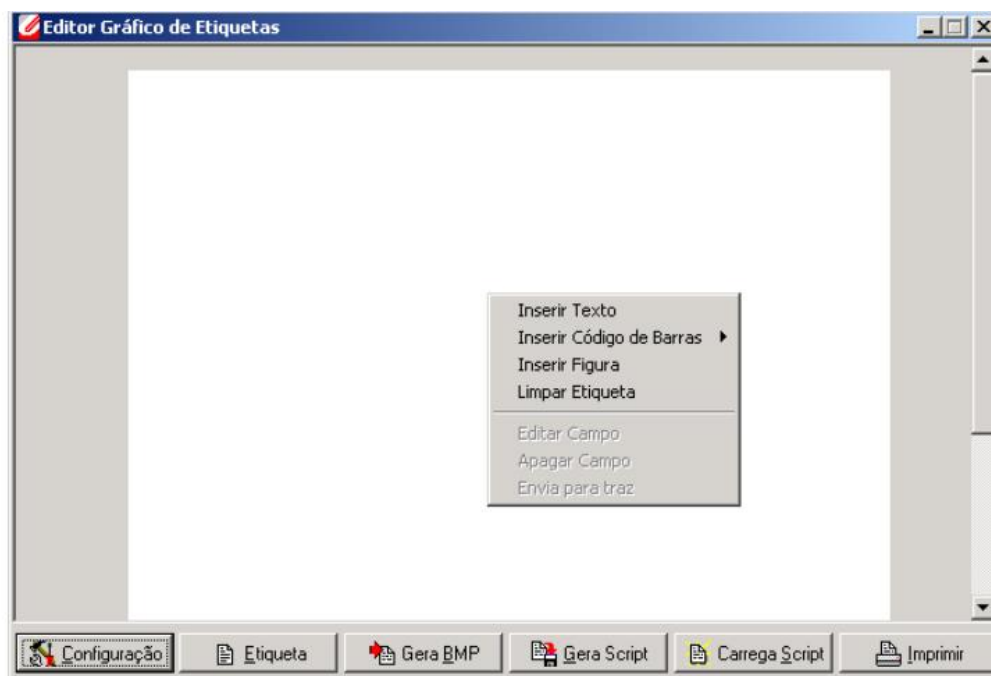 Editor Gráfico de Etiquetas
Inserir Texto
Inserir Código de Barras
Inserir Figura
Limpar Etiqueta
Editar Campo
Apagar Campo
Envia para traz
Configuração
Etiqueta
Gera BMP
Gera Script
Carrega Script
Imprimir